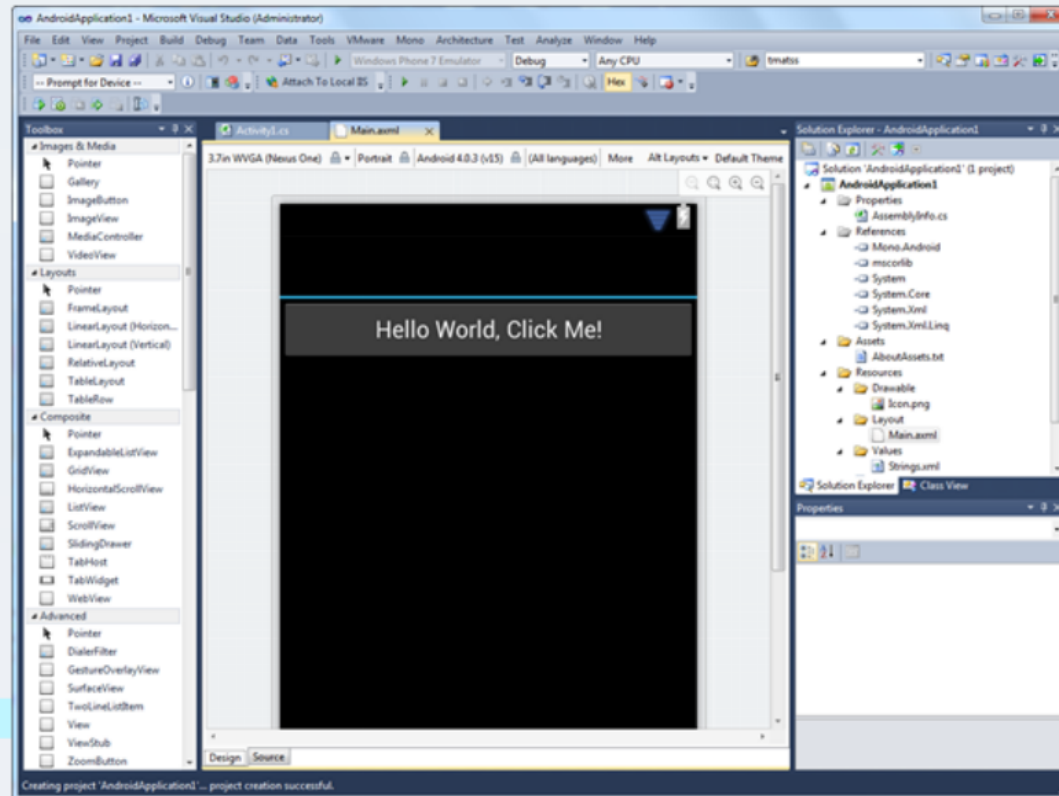 AndroidApplication1 - Microsoft Visual Studio (Administrator)
File Edit View Project Build Debug Team Data Tools VMware Mono Architecture Test Analyze Window Help
Windows Phone 7 Emulator Debug Any CPU tmatss
-- Prompt for Device -- Attach To Local IIS Hex
Toolbox
Images & Media
Pointer
Gallery
ImageButton
ImageView
MediaController
VideoView
Layouts
Pointer
FrameLayout
LinearLayout (Horizon...
LinearLayout (Vertical)
RelativeLayout
TableLayout
TableRow
Composite
Pointer
ExpandableListView
GridView
HorizontalScrollView
ListView
ScrollView
SlidingDrawer
TabHost
TabWidget
WebView
Advanced
Pointer
DialerFilter
GestureOverlayView
SurfaceView
TwoLineListItem
View
ViewStub
ZoomButton
Activity1.cs Main.axml
3.7in WVGA (Nexus One) Portrait Android 4.0.3 (v15) (All languages) More Alt Layouts Default Theme
Hello World, Click Me!
Design Source
Solution Explorer - AndroidApplication1
Solution 'AndroidApplication1' (1 project)
AndroidApplication1
Properties
AssemblyInfo.cs
References
Mono.Android
mscorlib
System
System.Core
System.Xml
System.Xml.Linq
Assets
AboutAssets.txt
Resources
Drawable
Icon.png
Layout
Main.axml
Values
Strings.xml
Solution Explorer Class View
Properties
Creating project 'AndroidApplication1'... project creation successful.